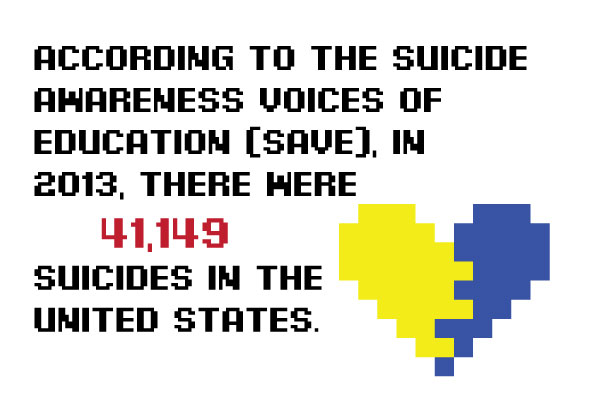 ACCORDING TO THE SUICIDE
AWARENESS VOICES OF
EDUCATION (SAVE), IN
2013, THERE WERE
41,149
SUICIDES IN THE
UNITED STATES.